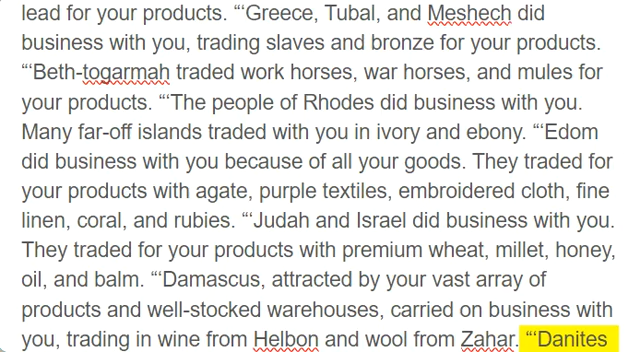 lead for your products. “‘Greece, Tubal, and Meshech did
business with you, trading slaves and bronze for your products.
“‘Beth-togarmah traded work horses, war horses, and mules for
your products. “‘The people of Rhodes did business with you.
Many far-off islands traded with you in ivory and ebony. “‘Edom
did business with you because of all your goods. They traded for
your products with agate, purple textiles, embroidered cloth, fine
linen, coral, and rubies. “‘Judah and Israel did business with you.
They traded for your products with premium wheat, millet, honey,
oil, and balm. “‘Damascus, attracted by your vast array of
products and well-stocked warehouses, carried on business with
you, trading in wine from Helbon and wool from Zahar. “‘Danites